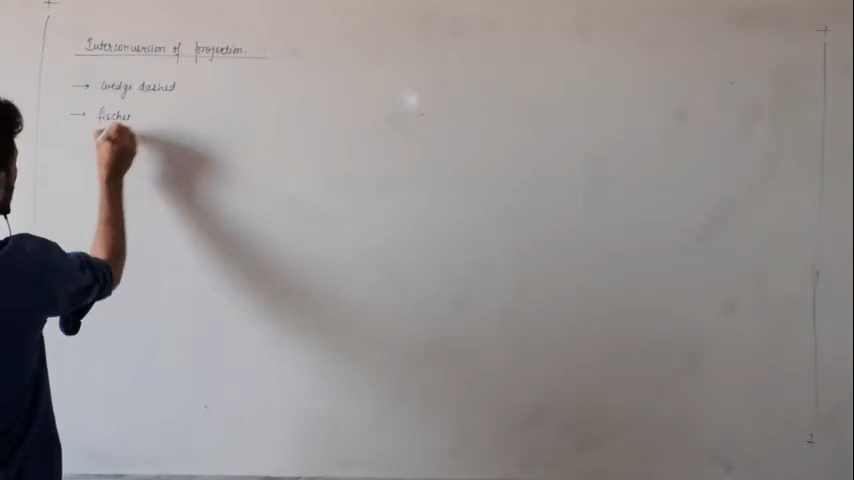 Interconversion of projection.
→ wedge dashed
→ fischer